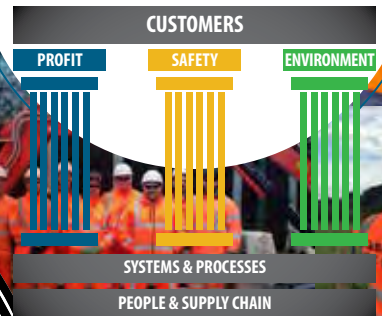 CUSTOMERS
PROFIT SAFETY ENVIRONMENT
SYSTEMS & PROCESSES
PEOPLE & SUPPLY CHAIN